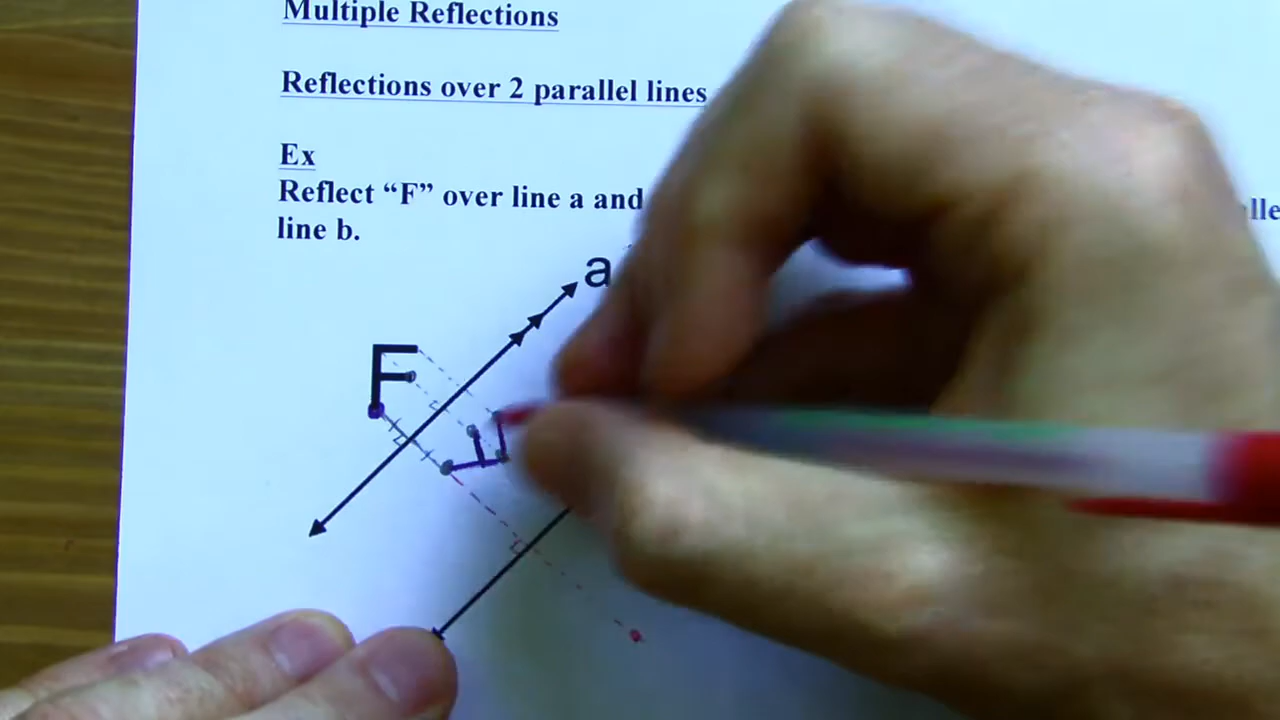 Multiple Reflections
Reflections over 2 parallel lines
Ex
Reflect “F” over line a and
line b.
a
F